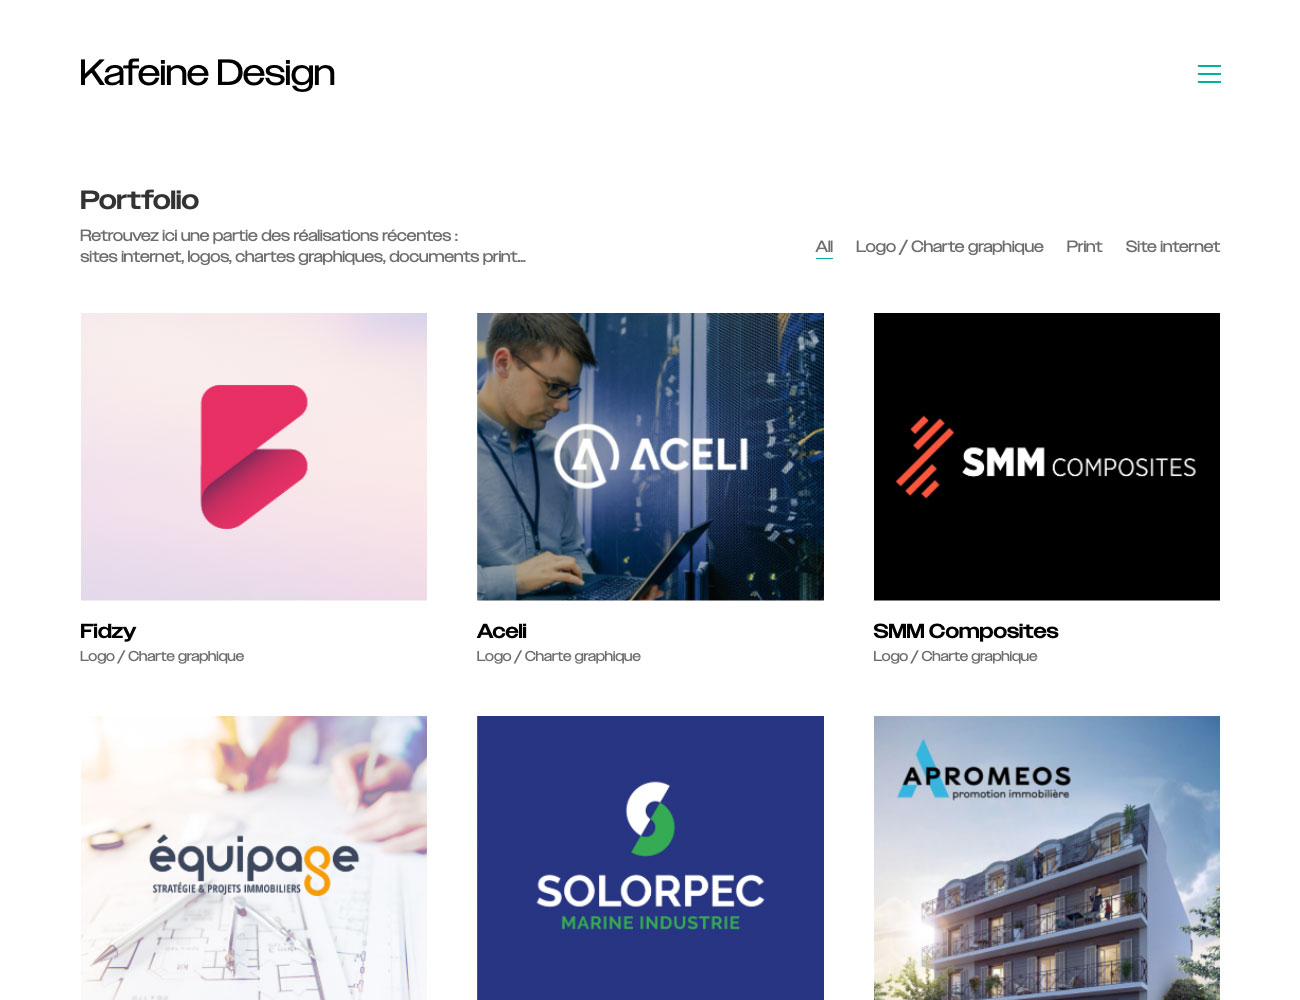 Kafeine Design
Portfolio
Retrouvez ici une partie des réalisations récentes :
sites internet, logos, chartes graphiques, documents print...
All
Logo / Charte graphique
Print
Site internet
ACELI
SMM COMPOSITES
Fidzy
Logo / Charte graphique
Aceli
Logo / Charte graphique
SMM Composites
Logo / Charte graphique
équipage
STRATÉGIE & PROJETS IMMOBILIERS
SOLORPEC
MARINE INDUSTRIE
APROMEOS
promotion immobilière